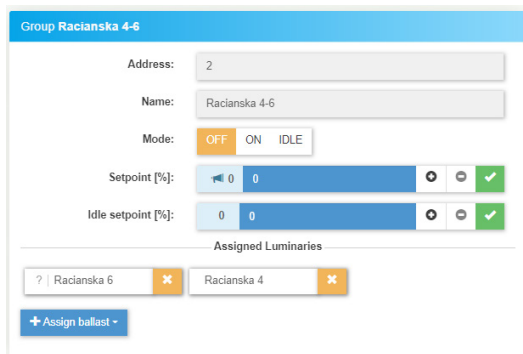 Group Racianska 4-6
Address: 2
Name: Racianska 4-6
Mode: OFF ON IDLE
Setpoint [%]: 0 0
Idle setpoint [%]: 0 0
Assigned Luminaries
? Racianska 6 Racianska 4
Assign ballast